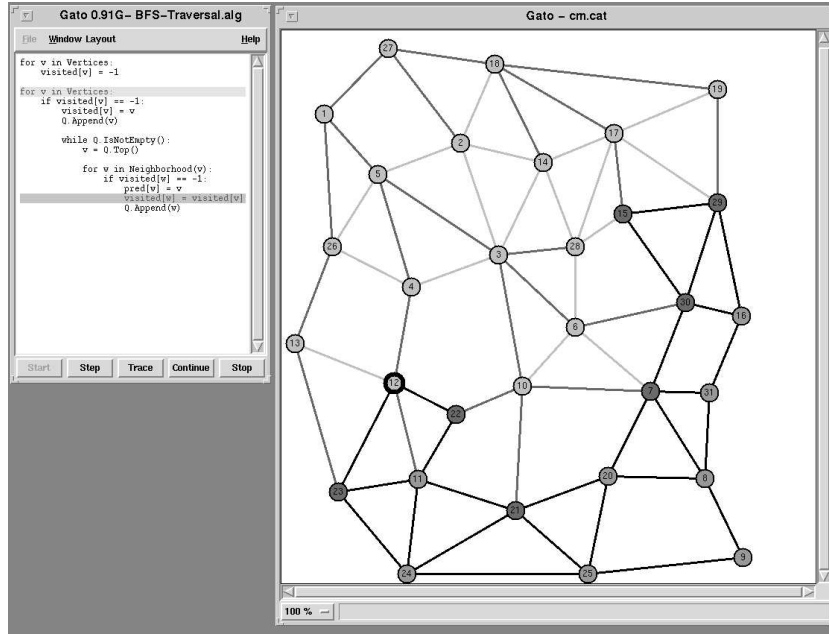 Gato 0.91G- BFS-Traversal.alg
File Window Layout Help
for v in Vertices:
visited[v] = -1
for v in Vertices:
if visited[v] == -1:
visited[v] = v
Q.Append(v)
while Q.IsNotEmpty():
v = Q.Top()
for w in Neighborhood(v):
if visited[w] == -1:
pred[w] = v
visited[w] = visited[v]
Q.Append(w)
Start Step Trace Continue Stop
Gato - cm.cat
27
18
19
1
17
2
14
5
29
15
26
3
28
4
30
16
6
13
12
10
7
31
22
11
20
8
23
21
9
24
25
100 %